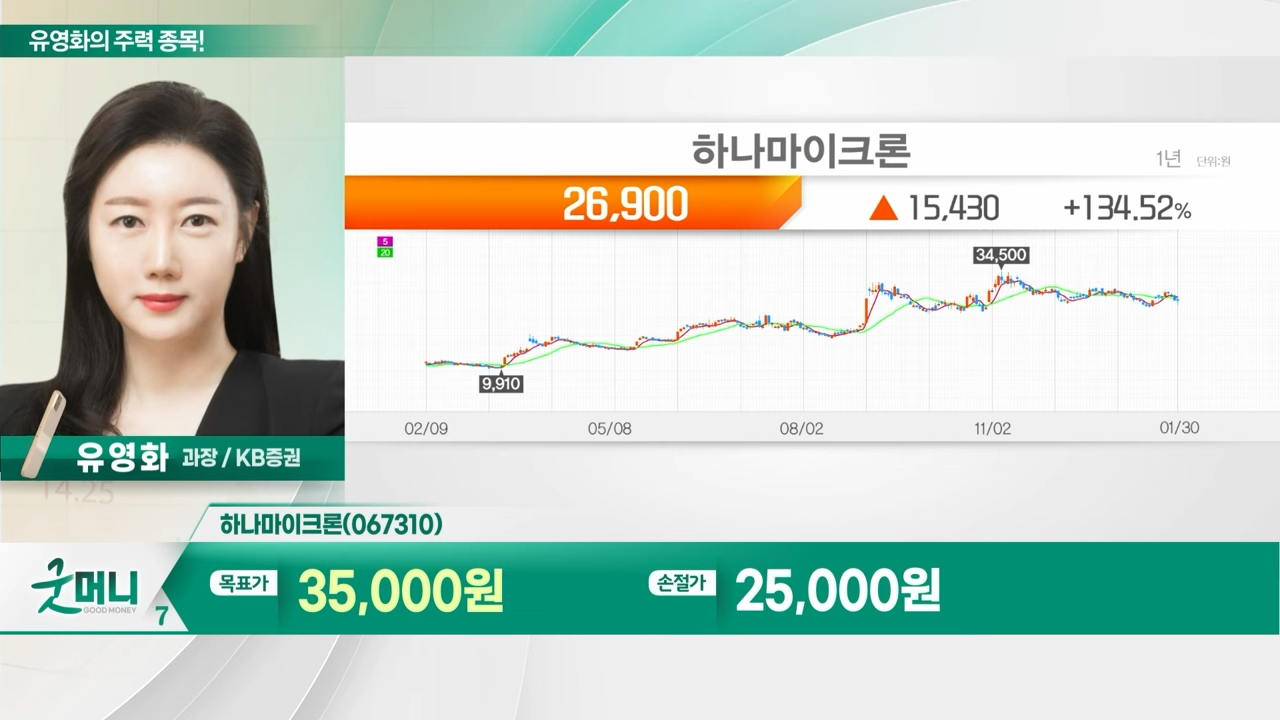 유영화의 주력 종목!
하나마이크론
1년 단위:원
26,900 ▲ 15,430 +134.52%
5
20
34,500
9,910
02/09 05/08 08/02 11/02 01/30
유영화 과장 / KB증권
14.25
하나마이크론(067310)
굿머니
GOOD MONEY
7
목표가 35,000원 손절가 25,000원